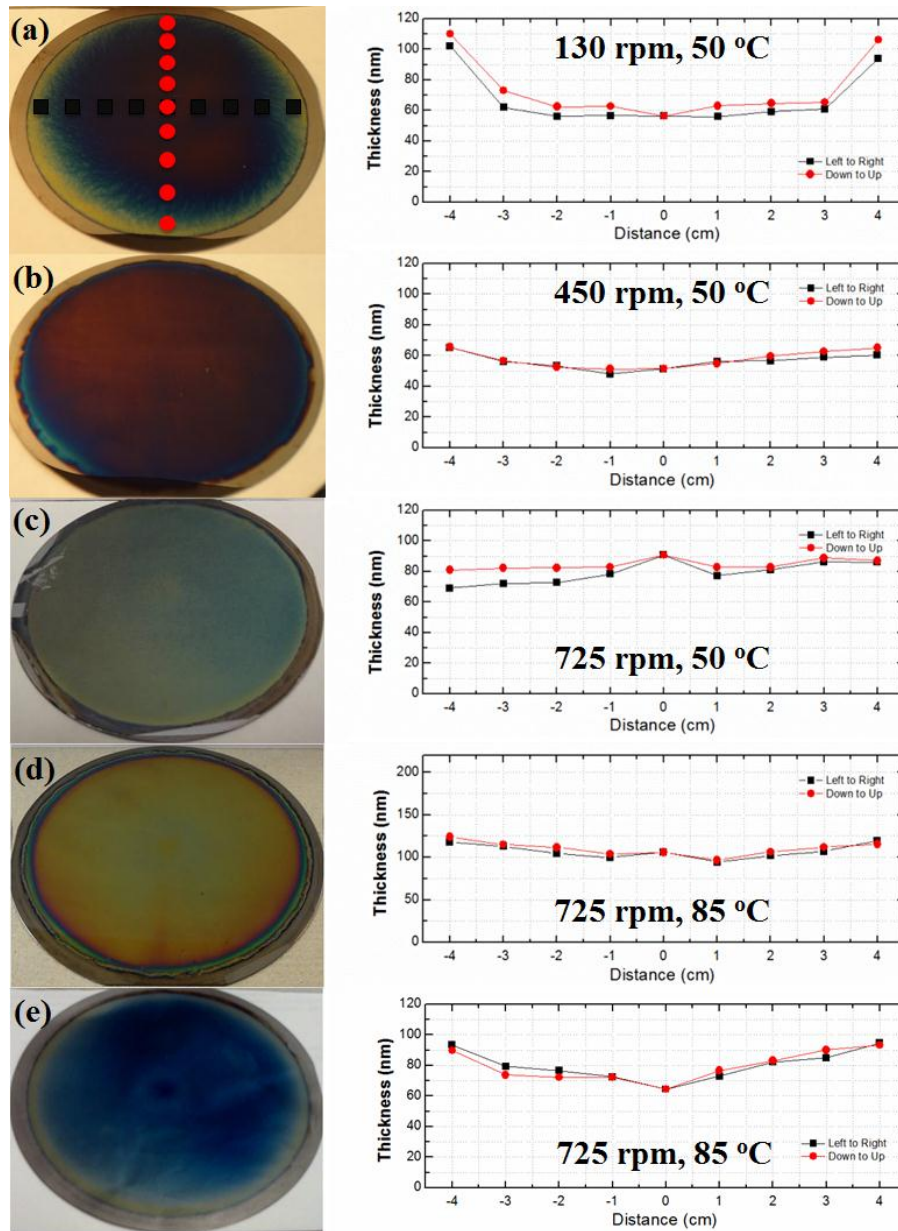 (a)
130 rpm, 50 °C
Thickness (nm)
120
100
80
60
40
20
0
Left to Right
Down to Up
-4 -3 -2 -1 0 1 2 3 4
Distance (cm)
(b)
450 rpm, 50 °C
Thickness (nm)
120
100
80
60
40
20
0
Left to Right
Down to Up
-4 -3 -2 -1 0 1 2 3 4
Distance (cm)
(c)
Thickness (nm)
120
100
80
60
40
20
0
Left to Right
Down to Up
725 rpm, 50 °C
-4 -3 -2 -1 0 1 2 3 4
Distance (cm)
(d)
Thickness (nm)
200
150
100
50
0
Left to Right
Down to Up
725 rpm, 85 °C
-4 -3 -2 -1 0 1 2 3 4
Distance (cm)
(e)
Thickness (nm)
120
100
80
60
40
20
0
Left to Right
Down to Up
725 rpm, 85 °C
-4 -3 -2 -1 0 1 2 3 4
Distance (cm)